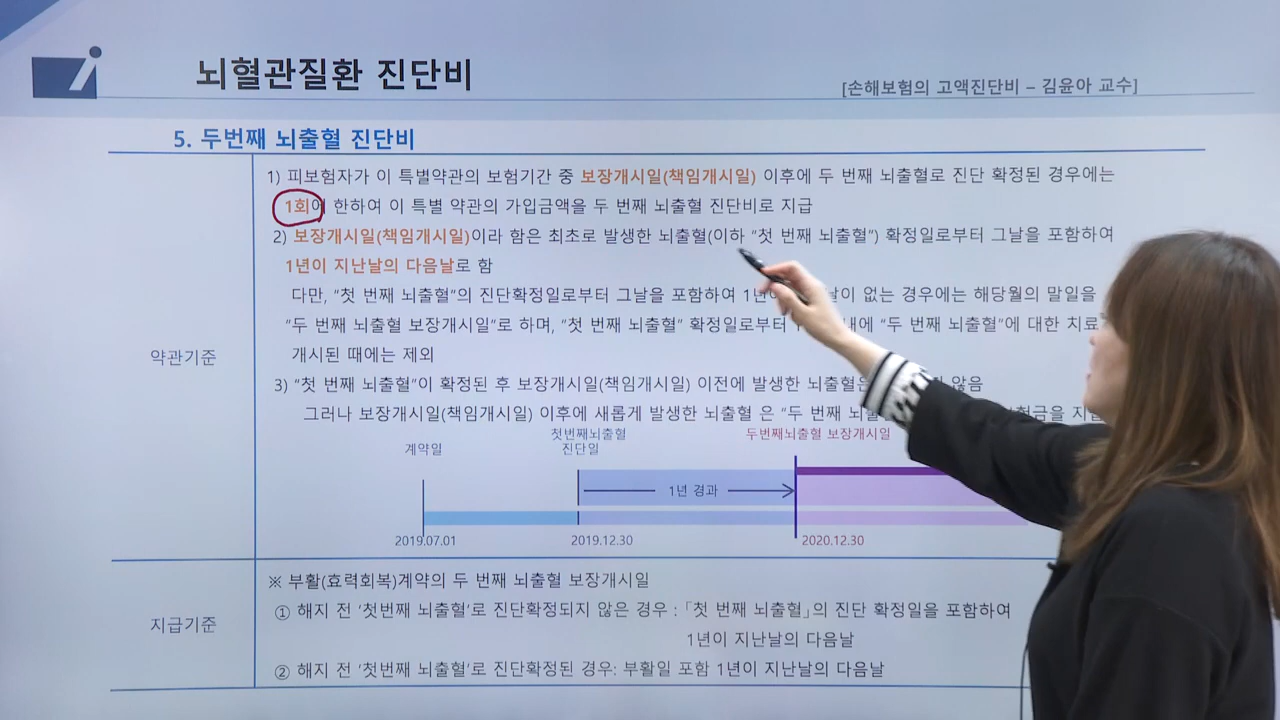 뇌혈관질환 진단비
[손해보험의 고액진단비 – 김윤아 교수]
5. 두번째 뇌출혈 진단비
약관기준
1) 피보험자가 이 특별약관의 보험기간 중 보장개시일(책임개시일) 이후에 두 번째 뇌출혈로 진단 확정된 경우에는
1회에 한하여 이 특별 약관의 가입금액을 두 번째 뇌출혈 진단비로 지급
2) 보장개시일(책임개시일)이라 함은 최초로 발생한 뇌출혈(이하 “첫 번째 뇌출혈”) 확정일로부터 그날을 포함하여
1년이 지난날의 다음날로 함
다만, “첫 번째 뇌출혈”의 진단확정일로부터 그날을 포함하여 날이 없는 경우에는 해당월의 말일을
”두 번째 뇌출혈 보장개시일”로 하며, “첫 번째 뇌출혈” 확정일로부터 내에 “두 번째 뇌출혈”에 대한 치료
개시된 때에는 제외
3) “첫 번째 뇌출혈”이 확정된 후 보장개시일(책임개시일) 이전에 발생한 뇌출혈은 않음
그러나 보장개시일(책임개시일) 이후에 새롭게 발생한 뇌출혈 은 “두 번째
계약일
첫번째뇌출혈
진단일
두번째뇌출혈 보장개시일
1년 경과
2019.07.01
2019.12.30
2020.12.30
지급기준
※ 부활(효력회복)계약의 두 번째 뇌출혈 보장개시일
① 해지 전 ‘첫번째 뇌출혈’로 진단확정되지 않은 경우 : 「첫 번째 뇌출혈」의 진단 확정일을 포함하여
1년이 지난날의 다음날
② 해지 전 ‘첫번째 뇌출혈’로 진단확정된 경우: 부활일 포함 1년이 지난날의 다음날